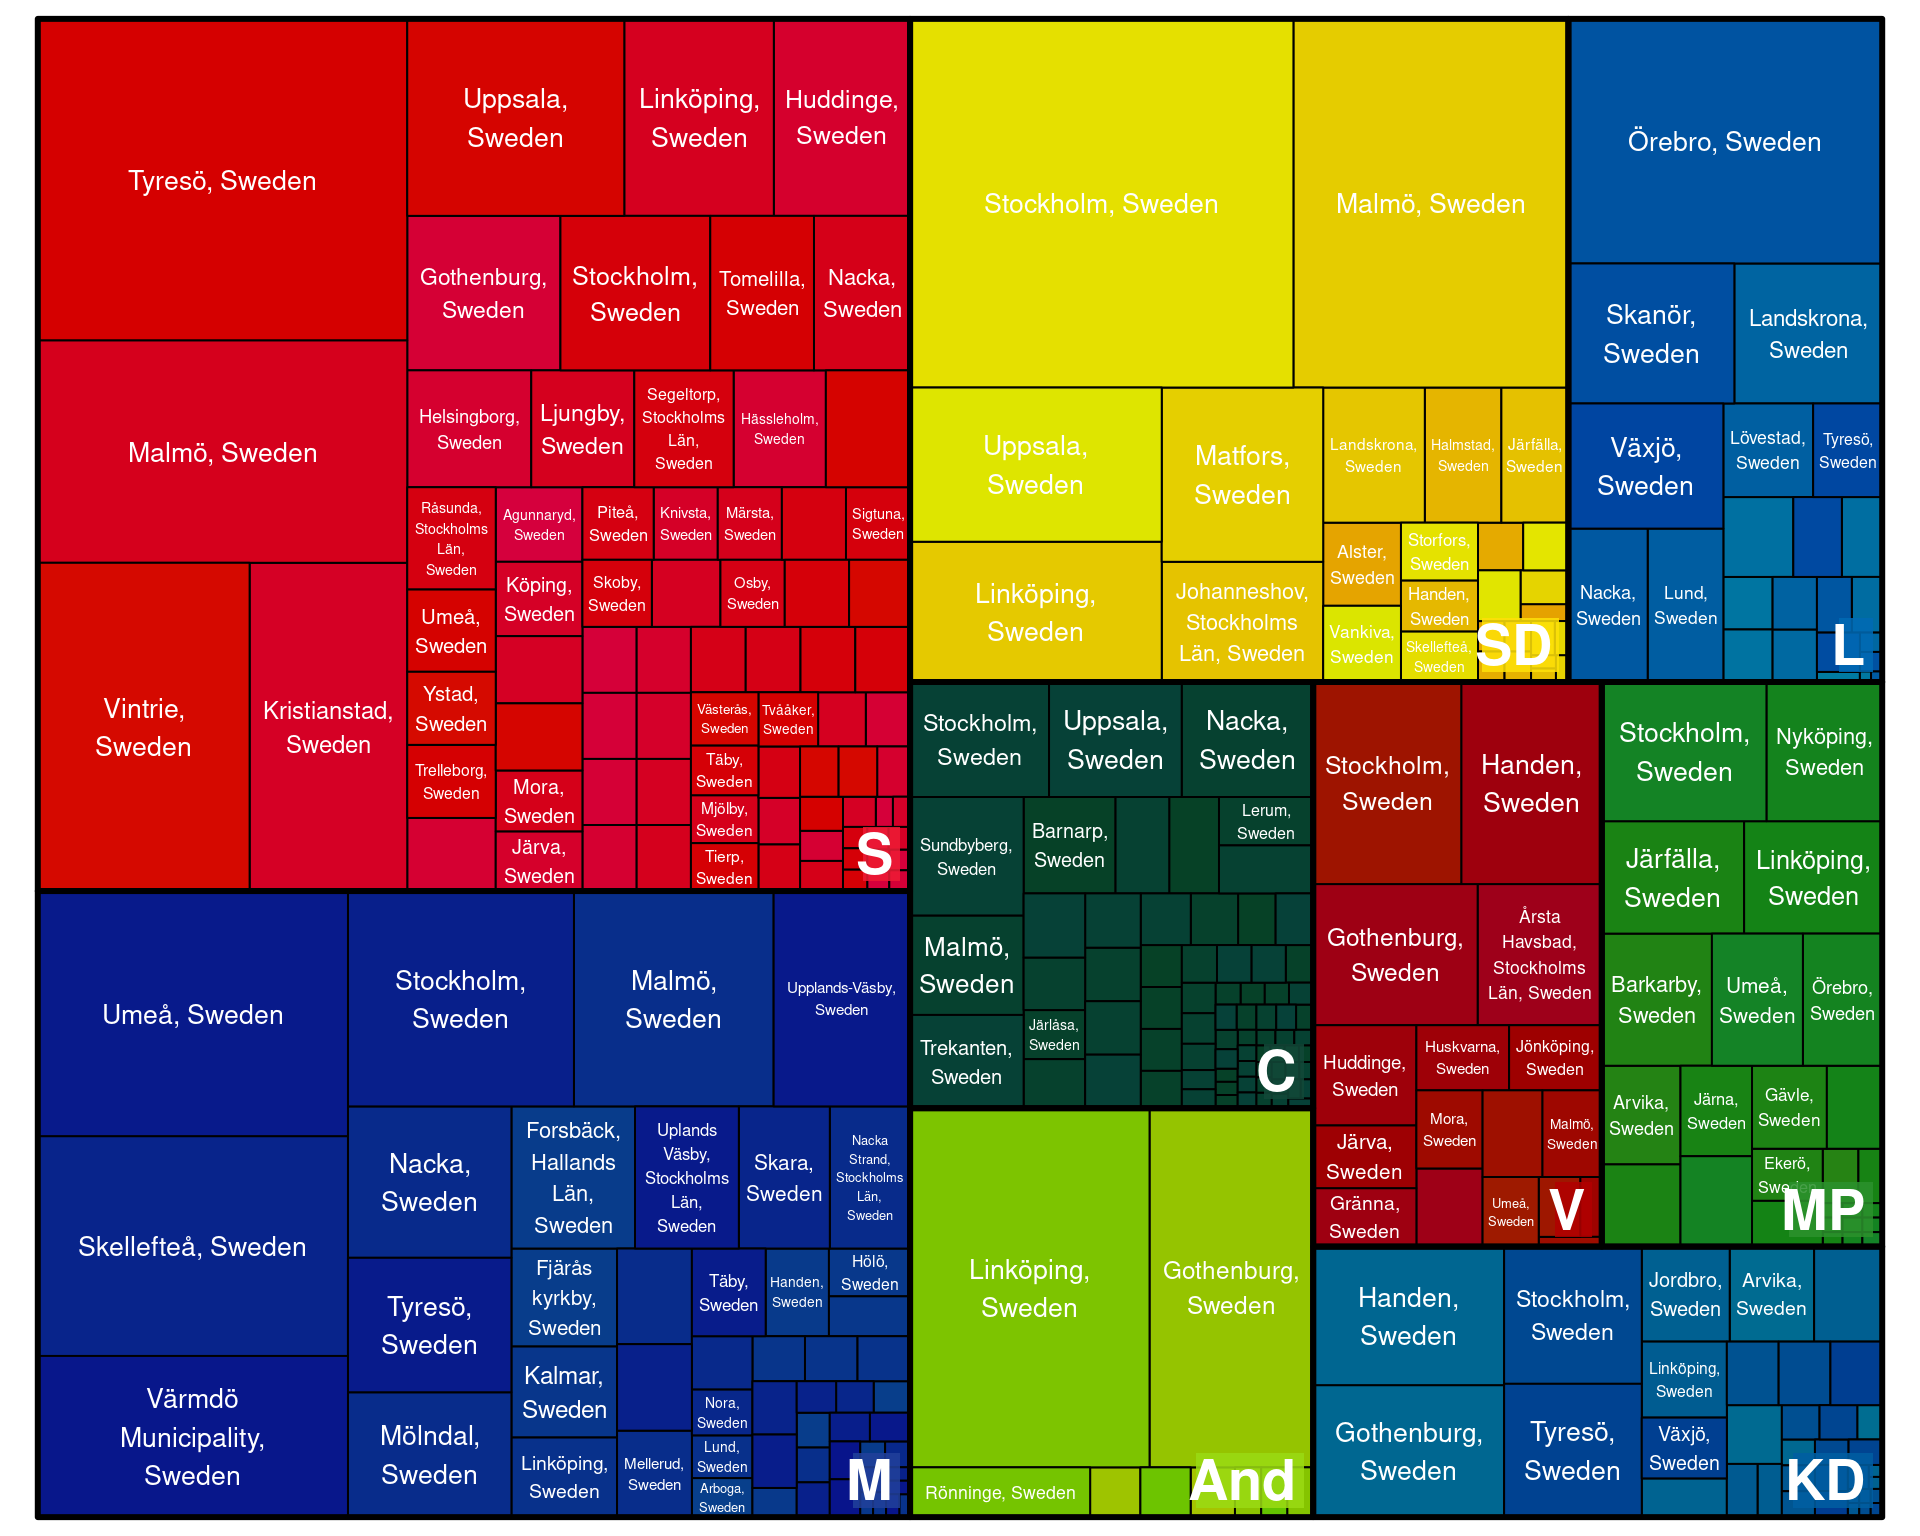 Tyresö, Sweden
Malmö, Sweden
Vintrie,
Sweden
Kristianstad,
Sweden
Uppsala,
Sweden
Linköping,
Sweden
Huddinge,
Sweden
Gothenburg,
Sweden
Stockholm,
Sweden
Tomelilla,
Sweden
Nacka,
Sweden
Helsingborg,
Sweden
Ljungby,
Sweden
Segeltorp,
Stockholms
Län,
Sweden
Hässleholm,
Sweden
Råsunda,
Stockholms
Län,
Sweden
Agunnaryd,
Sweden
Piteå,
Sweden
Knivsta,
Sweden
Märsta,
Sweden
Sigtuna,
Sweden
Umeå,
Sweden
Köping,
Sweden
Skoby,
Sweden
Osby,
Sweden
Ystad,
Sweden
Trelleborg,
Sweden
Mora,
Sweden
Järva,
Sweden
Västerås,
Sweden
Tvååker,
Sweden
Täby,
Sweden
Mjölby,
Sweden
Tierp,
Sweden
S
Stockholm, Sweden
Malmö, Sweden
Uppsala,
Sweden
Linköping,
Sweden
Matfors,
Sweden
Johanneshov,
Stockholms
Län, Sweden
Landskrona,
Sweden
Halmstad,
Sweden
Järfälla,
Sweden
Alster,
Sweden
Storfors,
Sweden
Handen,
Sweden
Vankiva,
Sweden
Skellefteå,
Sweden
SD
Örebro, Sweden
Skanör,
Sweden
Landskrona,
Sweden
Växjö,
Sweden
Lövestad,
Sweden
Tyresö,
Sweden
Nacka,
Sweden
Lund,
Sweden
L
Umeå, Sweden
Skellefteå, Sweden
Värmdö
Municipality,
Sweden
Stockholm,
Sweden
Malmö,
Sweden
Upplands-Väsby,
Sweden
Nacka,
Sweden
Tyresö,
Sweden
Mölndal,
Sweden
Forsbäck,
Hallands
Län,
Sweden
Uplands
Väsby,
Stockholms
Län,
Sweden
Skara,
Sweden
Nacka
Strand,
Stockholms
Län,
Sweden
Fjärås
kyrkby,
Sweden
Kalmar,
Sweden
Linköping,
Sweden
Mellerud,
Sweden
Täby,
Sweden
Handen,
Sweden
Hölö,
Sweden
Nora,
Sweden
Lund,
Sweden
Arboga,
Sweden
M
Stockholm,
Sweden
Uppsala,
Sweden
Nacka,
Sweden
Sundbyberg,
Sweden
Barnarp,
Sweden
Lerum,
Sweden
Malmö,
Sweden
Trekanten,
Sweden
Järlåsa,
Sweden
C
Linköping,
Sweden
Gothenburg,
Sweden
Rönninge, Sweden
And
Stockholm,
Sweden
Handen,
Sweden
Gothenburg,
Sweden
Årsta
Havsbad,
Stockholms
Län, Sweden
Huddinge,
Sweden
Huskvarna,
Sweden
Jönköping,
Sweden
Mora,
Sweden
Malmö,
Sweden
Järva,
Sweden
Gränna,
Sweden
Umeå,
Sweden
V
Stockholm,
Sweden
Nyköping,
Sweden
Järfälla,
Sweden
Linköping,
Sweden
Barkarby,
Sweden
Umeå,
Sweden
Örebro,
Sweden
Arvika,
Sweden
Järna,
Sweden
Gävle,
Sweden
Ekerö,
Sweden
MP
Handen,
Sweden
Stockholm,
Sweden
Jordbro,
Sweden
Arvika,
Sweden
Gothenburg,
Sweden
Tyresö,
Sweden
Linköping,
Sweden
Växjö,
Sweden
KD